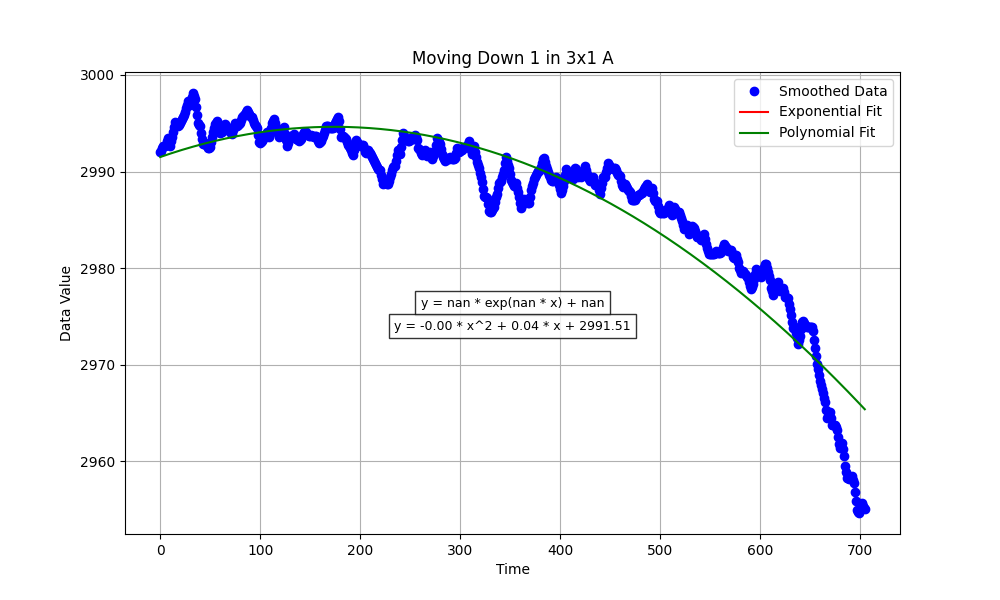 Moving Down 1 in 3x1 A
Smoothed Data
Exponential Fit
Polynomial Fit
y = nan * exp(nan * x) + nan
y = -0.00 * x^2 + 0.04 * x + 2991.51
Data Value
3000
2990
2980
2970
2960
0 100 200 300 400 500 600 700
Time